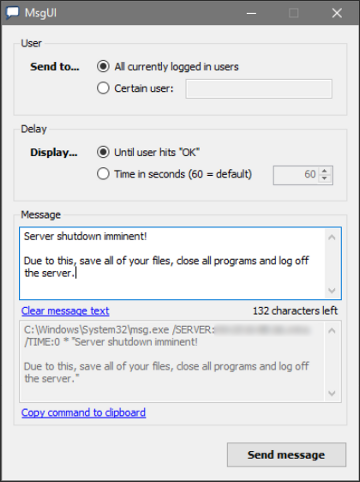 MsgUI
User
Send to...
All currently logged in users
Certain user:
Delay
Display...
Until user hits "OK"
Time in seconds (60 = default)
60
Message
Server shutdown imminent!
Due to this, save all of your files, close all programs and log off
the server.
Clear message text
132 characters left
C:\Windows\System32\msg.exe /SERVER:
/TIME:0 * "Server shutdown imminent!
Due to this, save all of your files, close all programs and log off
the server."
Copy command to clipboard
Send message